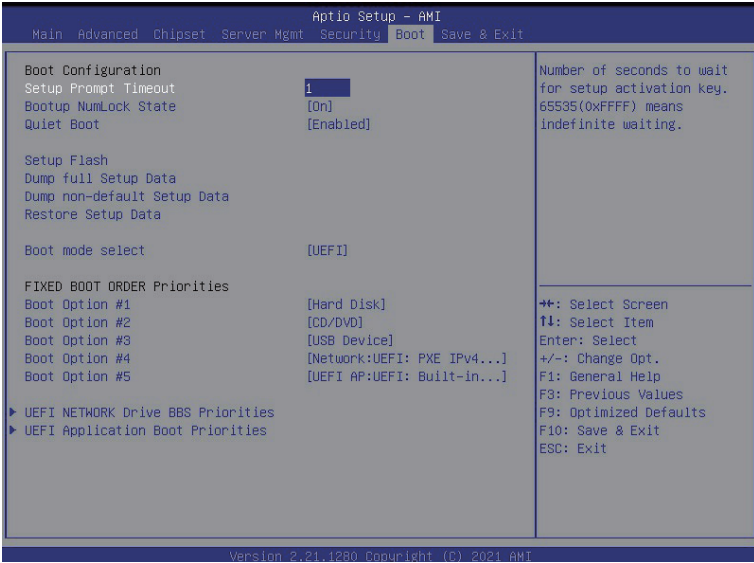 Aptio Setup – AMI
Main Advanced Chipset Server Mgmt Security Boot Save & Exit
Boot Configuration
Setup Prompt Timeout 1
Bootup NumLock State [On]
Quiet Boot [Enabled]
Setup Flash
Dump full Setup Data
Dump non-default Setup Data
Restore Setup Data
Boot mode select [UEFI]
FIXED BOOT ORDER Priorities
Boot Option #1 [Hard Disk]
Boot Option #2 [CD/DVD]
Boot Option #3 [USB Device]
Boot Option #4 [Network:UEFI: PXE IPv4...]
Boot Option #5 [UEFI AP:UEFI: Built-in...]
▶ UEFI NETWORK Drive BBS Priorities
▶ UEFI Application Boot Priorities
Number of seconds to wait
for setup activation key.
65535(0xFFFF) means
indefinite waiting.
→←: Select Screen
↑↓: Select Item
Enter: Select
+/-: Change Opt.
F1: General Help
F3: Previous Values
F9: Optimized Defaults
F10: Save & Exit
ESC: Exit
Version 2.21.1280 Copyright (C) 2021 AMI